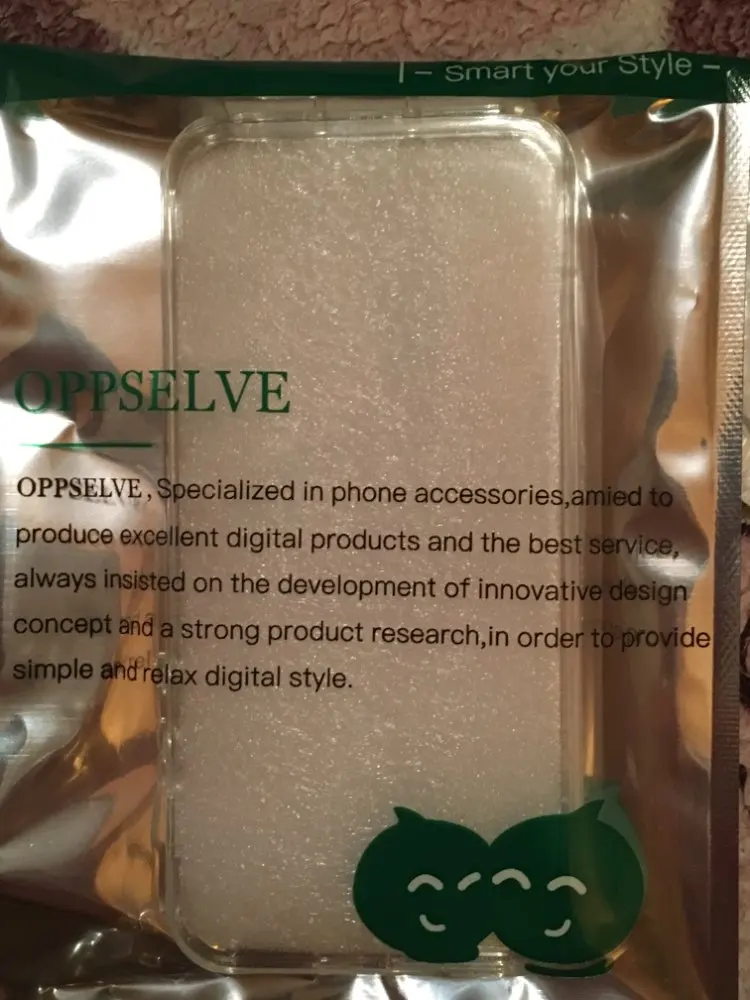 - Smart your Style -
OPPSELVE
OPPSELVE,Specialized in phone accessories,amied to
produce excellent digital products and the best service,
always insisted on the development of innovative design
concept and a strong product research,in order to provide
simple and relax digital style.